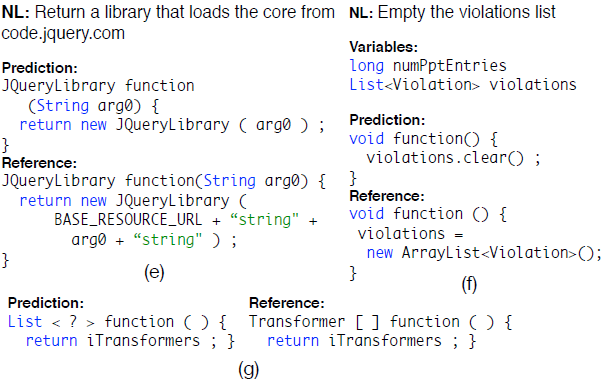 NL: Return a library that loads the core from
code.jquery.com
Prediction:
JQueryLibrary function
(String arg0) {
return new JQueryLibrary ( arg0 ) ;
}
Reference:
JQueryLibrary function(String arg0) {
return new JQueryLibrary (
BASE_RESOURCE_URL + “string” +
arg0 + “string” ) ;
}
(e)
NL: Empty the violations list
Variables:
long numPptEntries
List<Violation> violations
Prediction:
void function() {
violations.clear() ;
}
Reference:
void function () {
violations =
new ArrayList<Violation>();
}
(f)
Prediction:
List < ? > function ( ) {
return iTransformers ; }
Reference:
Transformer [ ] function ( ) {
return iTransformers ; }
(g)